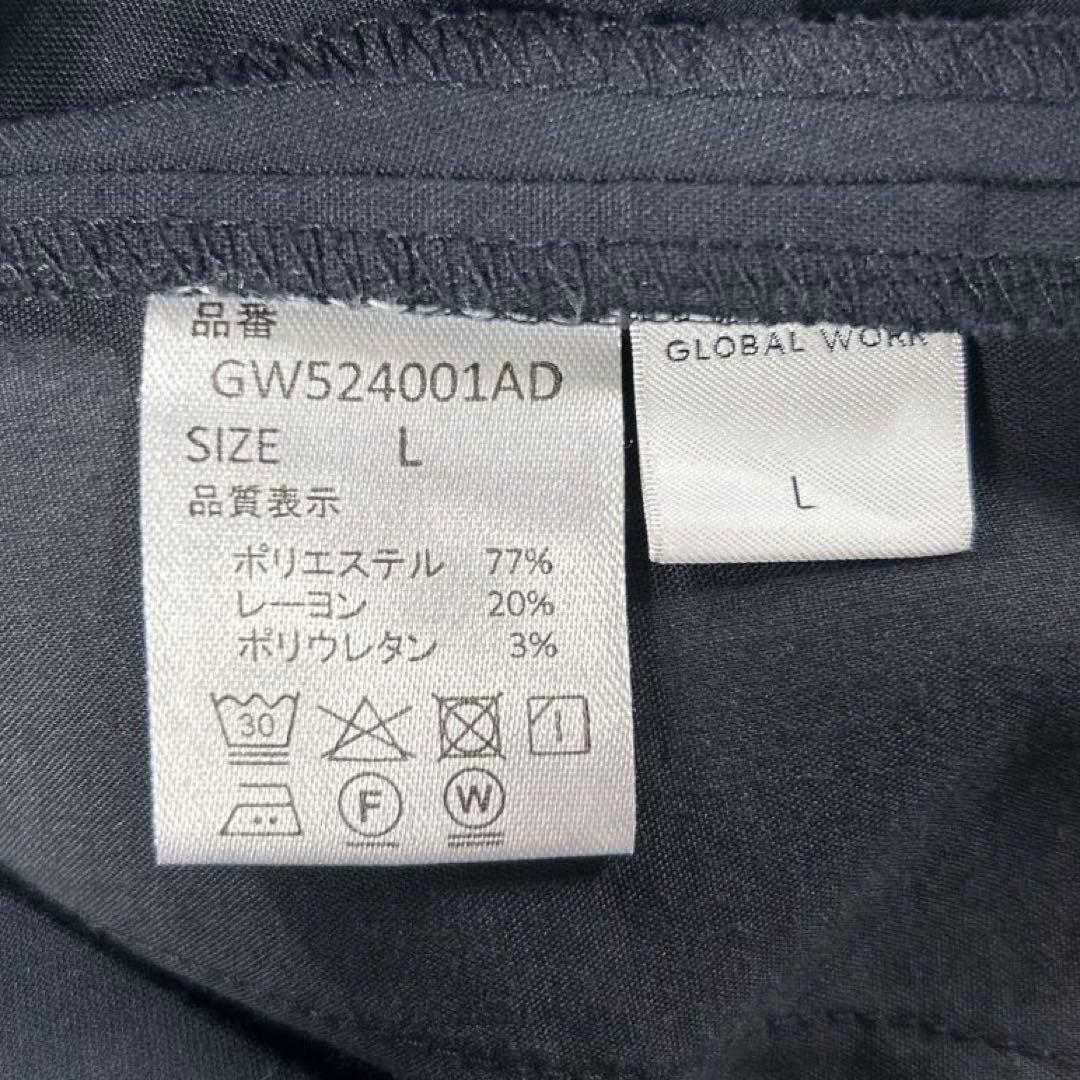 品番
GW524001AD
SIZE L
品質表示
ポリエステル 77%
レーヨン 20%
ポリウレタン 3%
30
F W
GLOBAL WORK
L